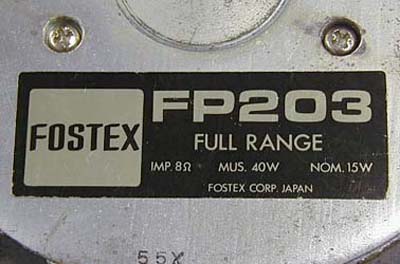 FOSTEX
FP203
FULL RANGE
IMP. 8Ω MUS. 40W NOM. 15W
FOSTEX CORP. JAPAN
55X